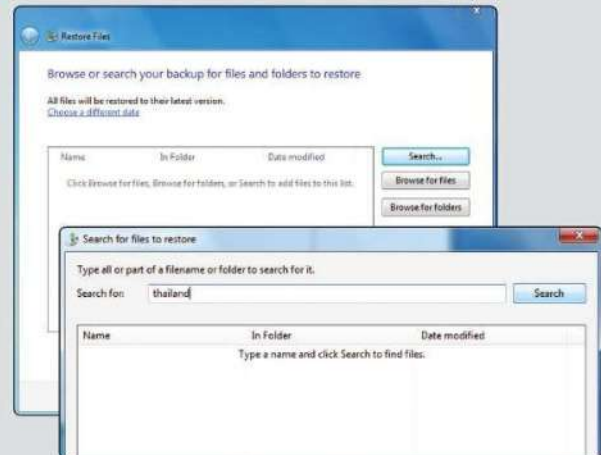 Restore Files
Browse or search your backup for files and folders to restore
All files will be restored to their latest version.
Choose a different date
Name In Folder Date modified
Click Browse for files, Browse for folders, or Search to add files to this list.
Search...
Browse for files
Browse for folders
Search for files to restore
Type all or part of a filename or folder to search for it.
Search for: thailand Search
Name In Folder Date modified
Type a name and click Search to find files.